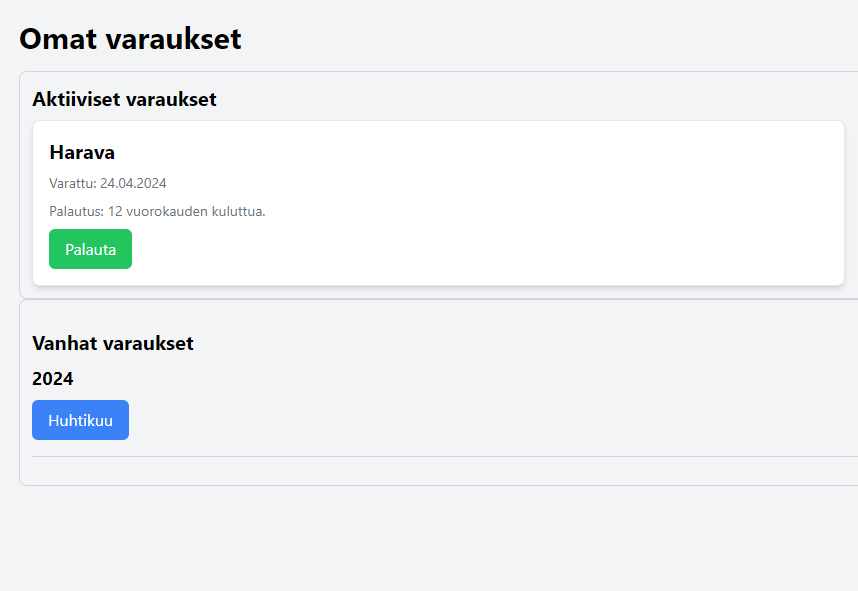 Omat varaukset
Aktiiviset varaukset
Harava
Varattu: 24.04.2024
Palautus: 12 vuorokauden kuluttua.
Palauta
Vanhat varaukset
2024
Huhtikuu